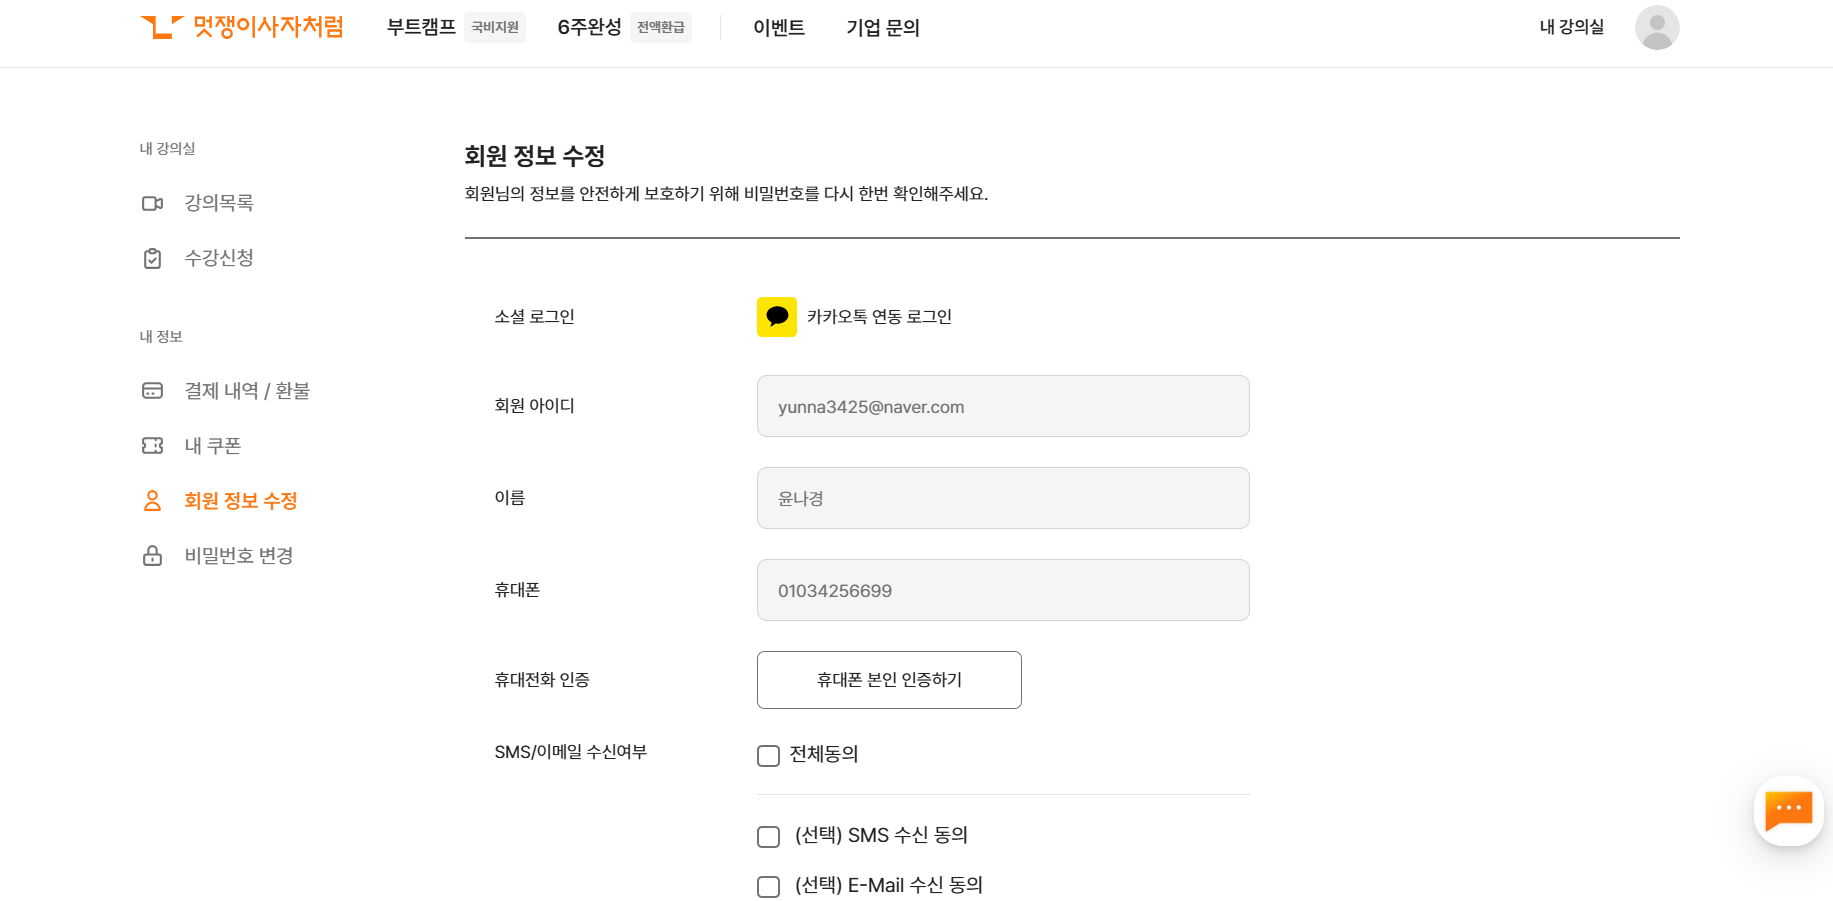 멋쟁이사자처럼
부트캠프 국비지원 6주완성 전액환급 이벤트 기업 문의 내 강의실
내 강의실
강의목록
수강신청
내 정보
결제 내역 / 환불
내 쿠폰
회원 정보 수정
비밀번호 변경
회원 정보 수정
회원님의 정보를 안전하게 보호하기 위해 비밀번호를 다시 한번 확인해주세요.
소셜 로그인 카카오톡 연동 로그인
회원 아이디 yunna3425@naver.com
이름 윤나경
휴대폰 01034256699
휴대전화 인증 휴대폰 본인 인증하기
SMS/이메일 수신여부 전체동의
(선택) SMS 수신 동의
(선택) E-Mail 수신 동의